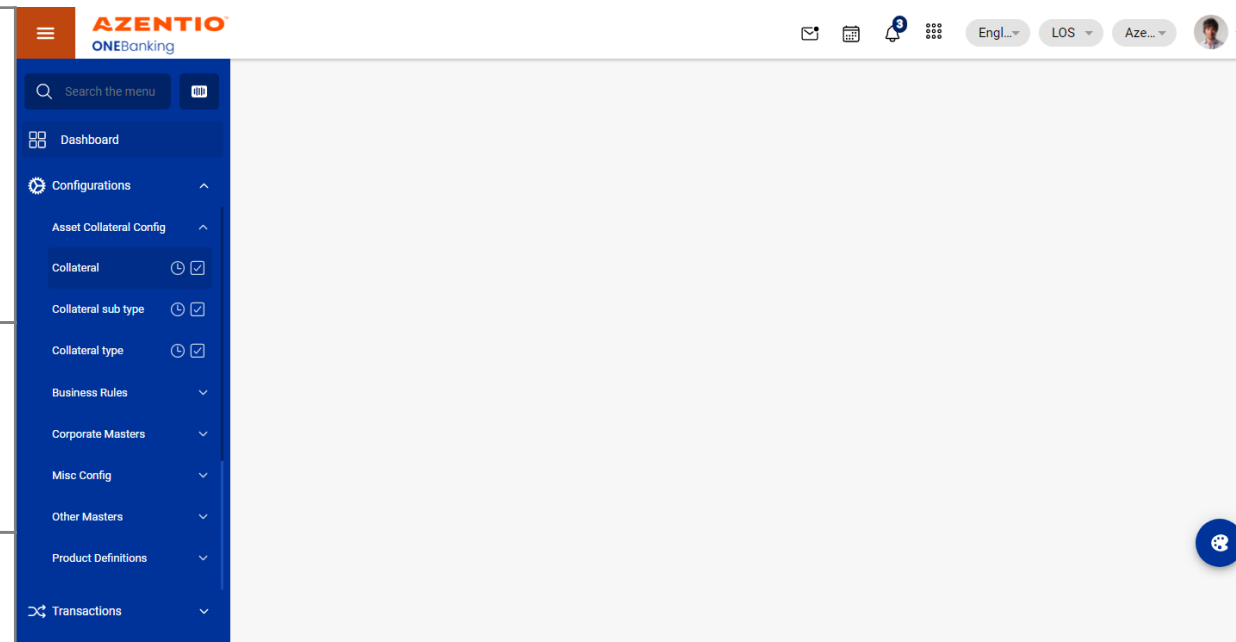 AZENTIO
ONEBanking
3
Engl...
LOS
Aze...
Search the menu
Dashboard
Configurations
Asset Collateral Config
Collateral
Collateral sub type
Collateral type
Business Rules
Corporate Masters
Misc Config
Other Masters
Product Definitions
Transactions